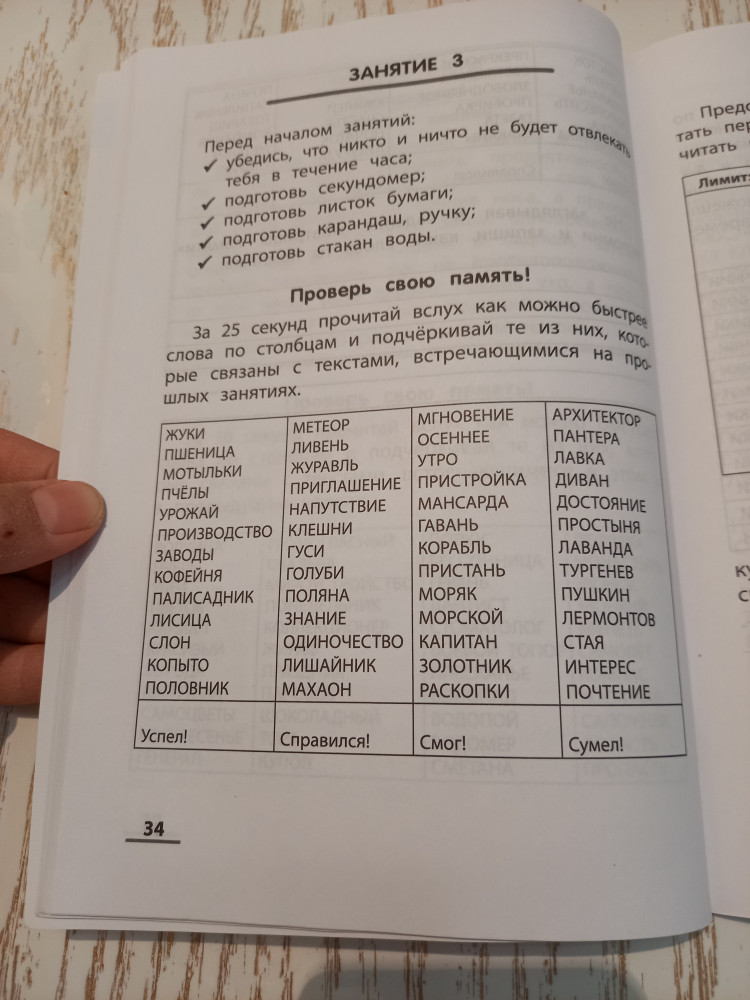 ЗАНЯТИЕ 3
Перед началом занятий:
✓ убедись, что никто и ничто не будет отвлекать
тебя в течение часа;
✓ подготовь секундомер;
✓ подготовь листок бумаги;
✓ подготовь карандаш, ручку;
✓ подготовь стакан воды.
Проверь свою память!
За 25 секунд прочитай вслух как можно быстрее
слова по столбцам и подчёркивай те из них, кото-
рые связаны с текстами, встречающимися на про-
шлых занятиях.
ЖУКИ
ПШЕНИЦА
МОТЫЛЬКИ
ПЧЁЛЫ
УРОЖАЙ
ПРОИЗВОДСТВО
ЗАВОДЫ
КОФЕЙНЯ
ПАЛИСАДНИК
ЛИСИЦА
СЛОН
КОПЫТО
ПОЛОВНИК
МЕТЕОР
ЛИВЕНЬ
ЖУРАВЛЬ
ПРИГЛАШЕНИЕ
НАПУТСТВИЕ
КЛЕШНИ
ГУСИ
ГОЛУБИ
ПОЛЯНА
ЗНАНИЕ
ОДИНОЧЕСТВО
ЛИШАЙНИК
МАХАОН
МГНОВЕНИЕ
ОСЕННЕЕ
УТРО
ПРИСТРОЙКА
МАНСАРДА
ГАВАНЬ
КОРАБЛЬ
ПРИСТАНЬ
МОРЯК
МОРСКОЙ
КАПИТАН
ЗОЛОТНИК
РАСКОПКИ
АРХИТЕКТОР
ПАНТЕРА
ЛАВКА
ДИВАН
ДОСТОЯНИЕ
ПРОСТЫНЯ
ЛАВАНДА
ТУРГЕНЕВ
ПУШКИН
ЛЕРМОНТОВ
СТАЯ
ИНТЕРЕС
ПОЧТЕНИЕ
Успел!
Справился!
Смог!
Сумел!
34
тать
читать
Лимит: